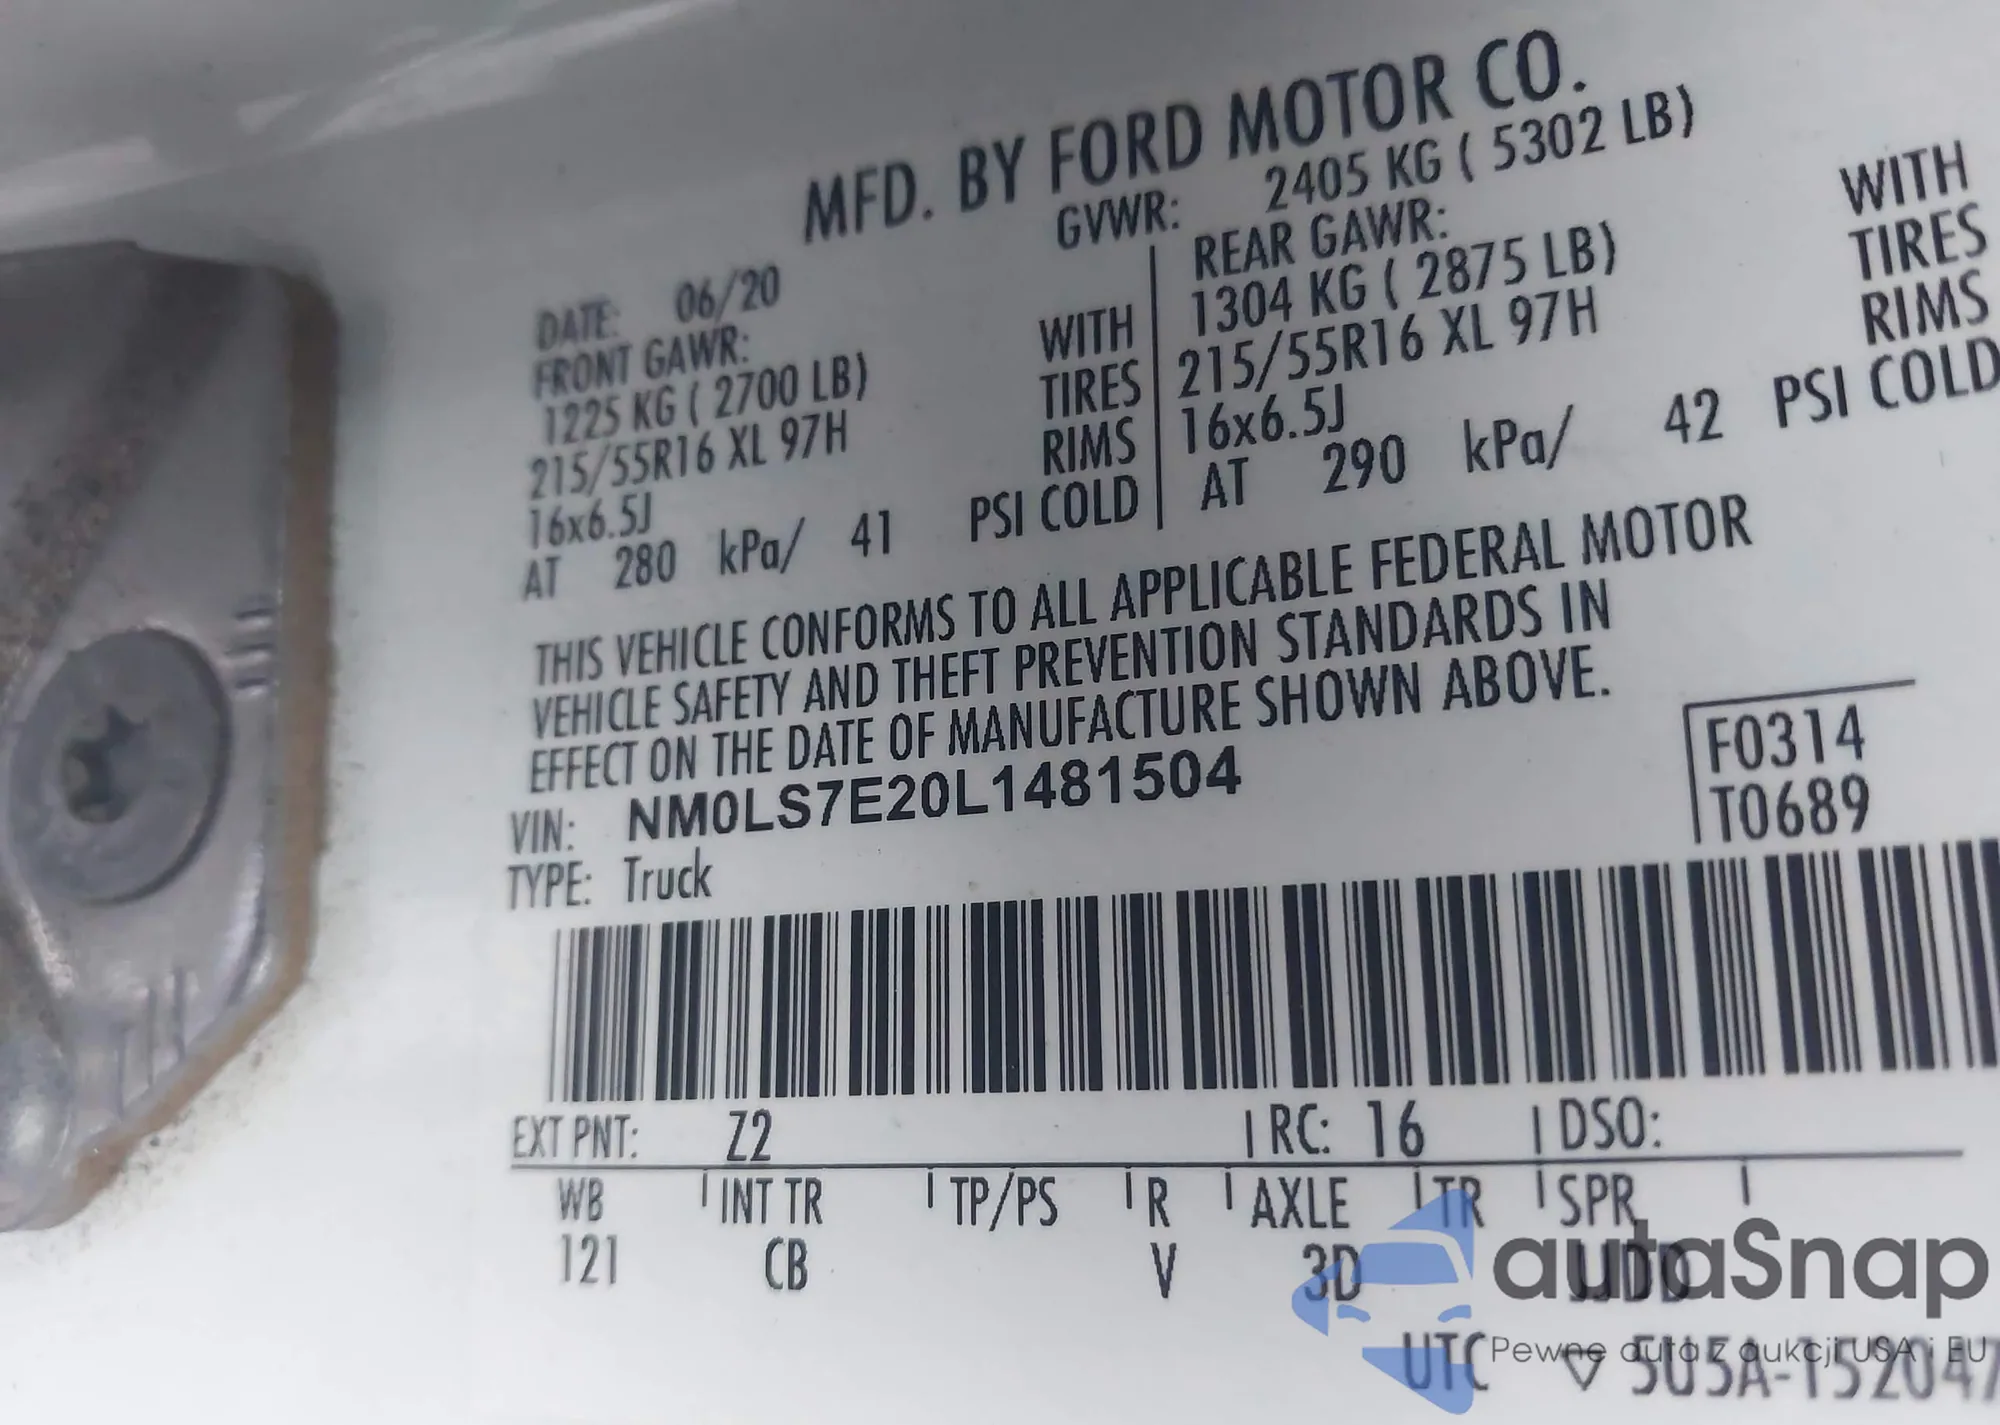 MFD. BY FORD MOTOR CO.
DATE: 06/20
GVWR: 2405 KG ( 5302 LB)
FRONT GAWR:
1225 KG ( 2700 LB)
WITH
215/55R16 XL 97H
TIRES
16x6.5J
RIMS
AT 280 kPa/ 41 PSI COLD
REAR GAWR:
1304 KG ( 2875 LB)
WITH
215/55R16 XL 97H
TIRES
16x6.5J
RIMS
AT 290 kPa/ 42 PSI COLD
THIS VEHICLE CONFORMS TO ALL APPLICABLE FEDERAL MOTOR
VEHICLE SAFETY AND THEFT PREVENTION STANDARDS IN
EFFECT ON THE DATE OF MANUFACTURE SHOWN ABOVE.
VIN: NM0LS7E20L1481504
TYPE: Truck
F0314
T0689
EXT PNT: Z2 RC: 16 DSO:
WB INT TR TP/PS R AXLE TR SPR
121 CB V 3D JJDD
UTC ▽ 5U5A-152047
autaSnap
Pewne auta z aukcji USA i EU